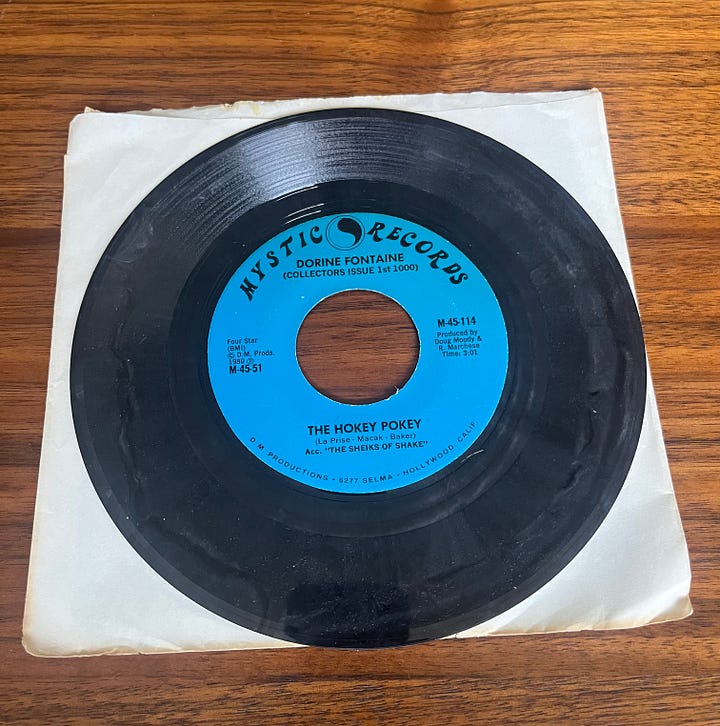 MYSTIC RECORDS
DORINE FONTAINE
(COLLECTORS ISSUE 1st 1000)
Four Star
(BMI)
© D.M. Prods.
1980 ℗
M-45-51
M-45-114
Produced by
Doug Moody &
R. Marchese
Time: 3:01
THE HOKEY POKEY
(La Prise - Macak - Baker)
Acc. "THE SHEIKS OF SHAKE"
D. M. PRODUCTIONS • 6277 SELMA • HOLLYWOOD, CALIF.